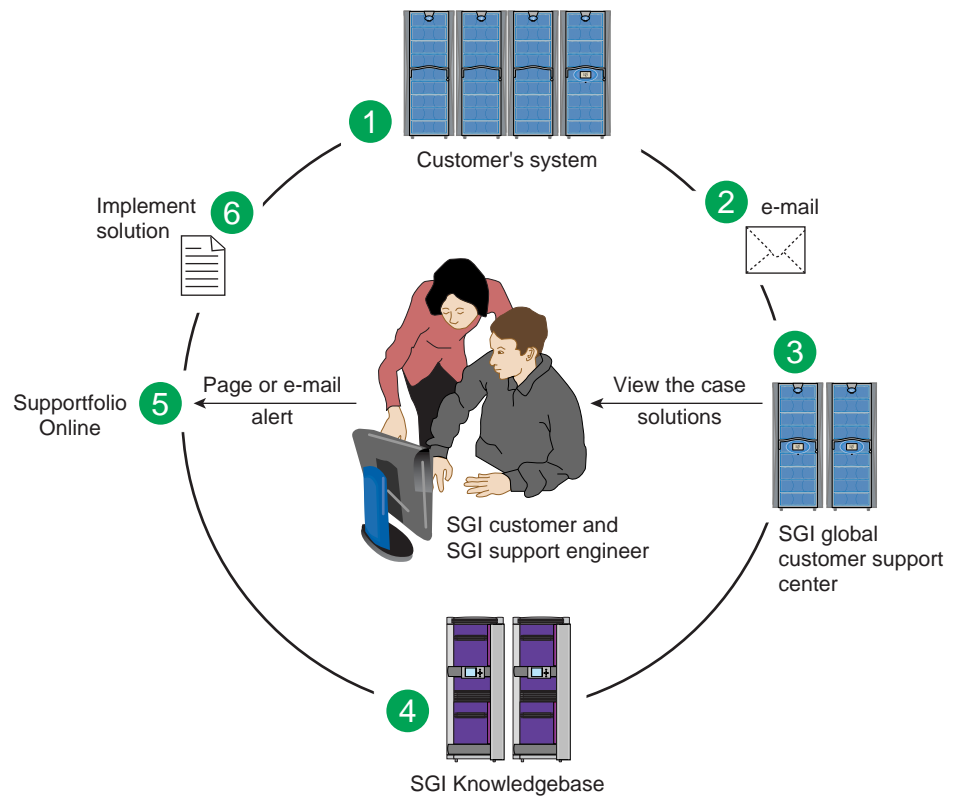 1
Customer's system
2
e-mail
6
Implement
solution
3
5
Supportfolio
Online
Page or e-mail
alert
View the case
solutions
SGI customer and
SGI support engineer
SGI global
customer support
center
4
SGI Knowledgebase